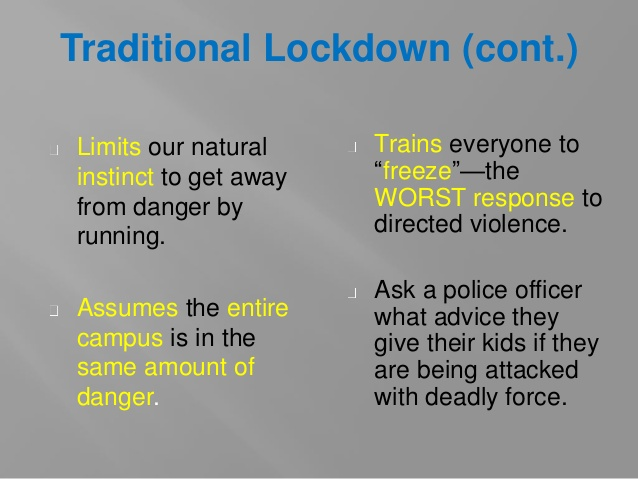 Traditional Lockdown (cont.)
Limits our natural
instinct to get away
from danger by
running.
Assumes the entire
campus is in the
same amount of
danger.
Trains everyone to
“freeze”—the
WORST response to
directed violence.
Ask a police officer
what advice they
give their kids if they
are being attacked
with deadly force.